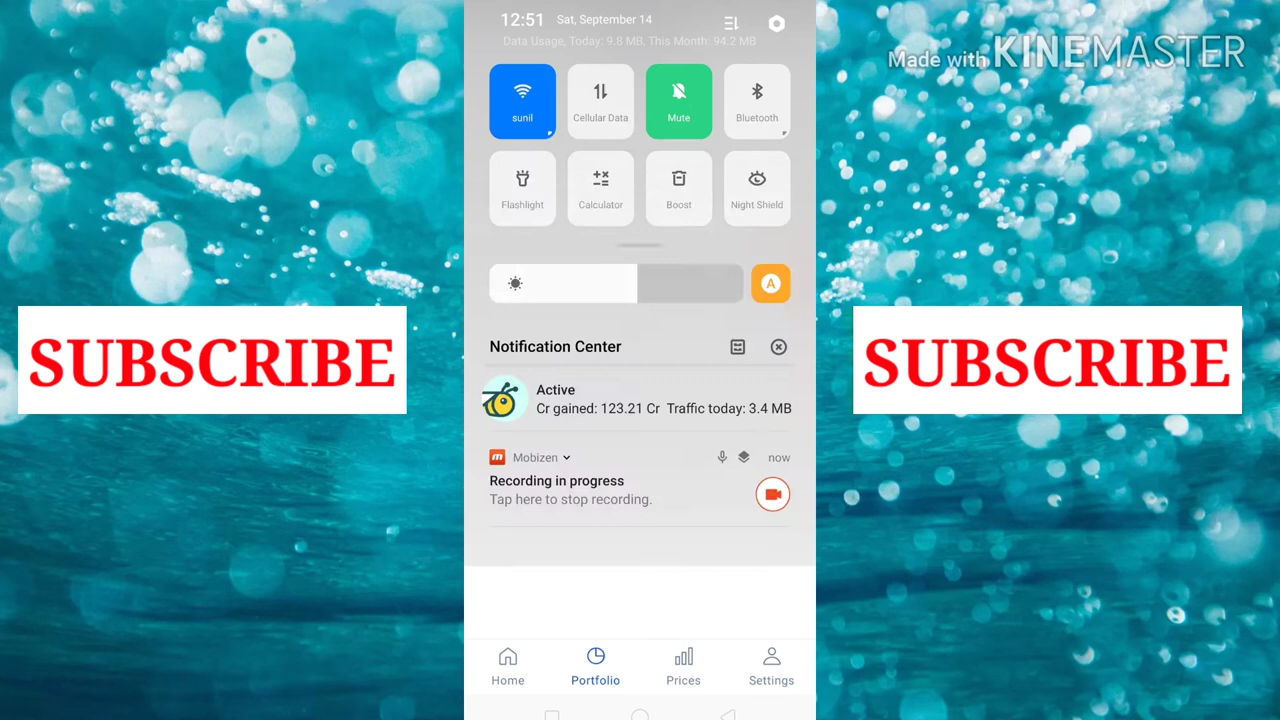 12:51 Sat, September 14
Data Usage, Today: 9.8 MB, This Month: 94.2 MB
Made with KINEMASTER
sunil Cellular Data Mute Bluetooth
Flashlight Calculator Boost Night Shield
A
Notification Center
SUBSCRIBE
SUBSCRIBE
Active
Cr gained: 123.21 Cr Traffic today: 3.4 MB
m Mobizen now
Recording in progress
Tap here to stop recording.
Home Portfolio Prices Settings